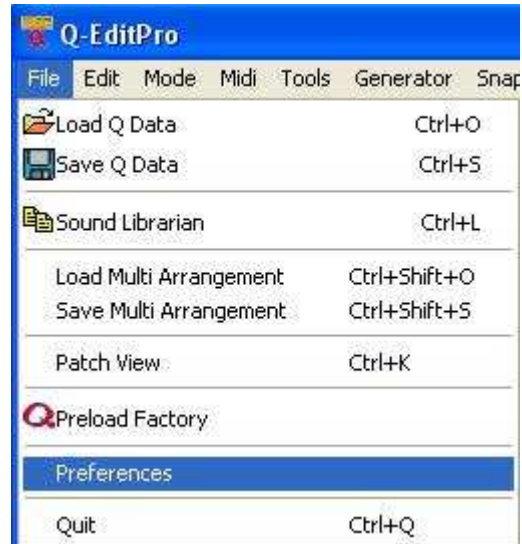 Q-EditPro
File Edit Mode Midi Tools Generator Snap
Load Q Data Ctrl+O
Save Q Data Ctrl+S
Sound Librarian Ctrl+L
Load Multi Arrangement Ctrl+Shift+O
Save Multi Arrangement Ctrl+Shift+S
Patch View Ctrl+K
Preload Factory
Preferences
Quit Ctrl+Q